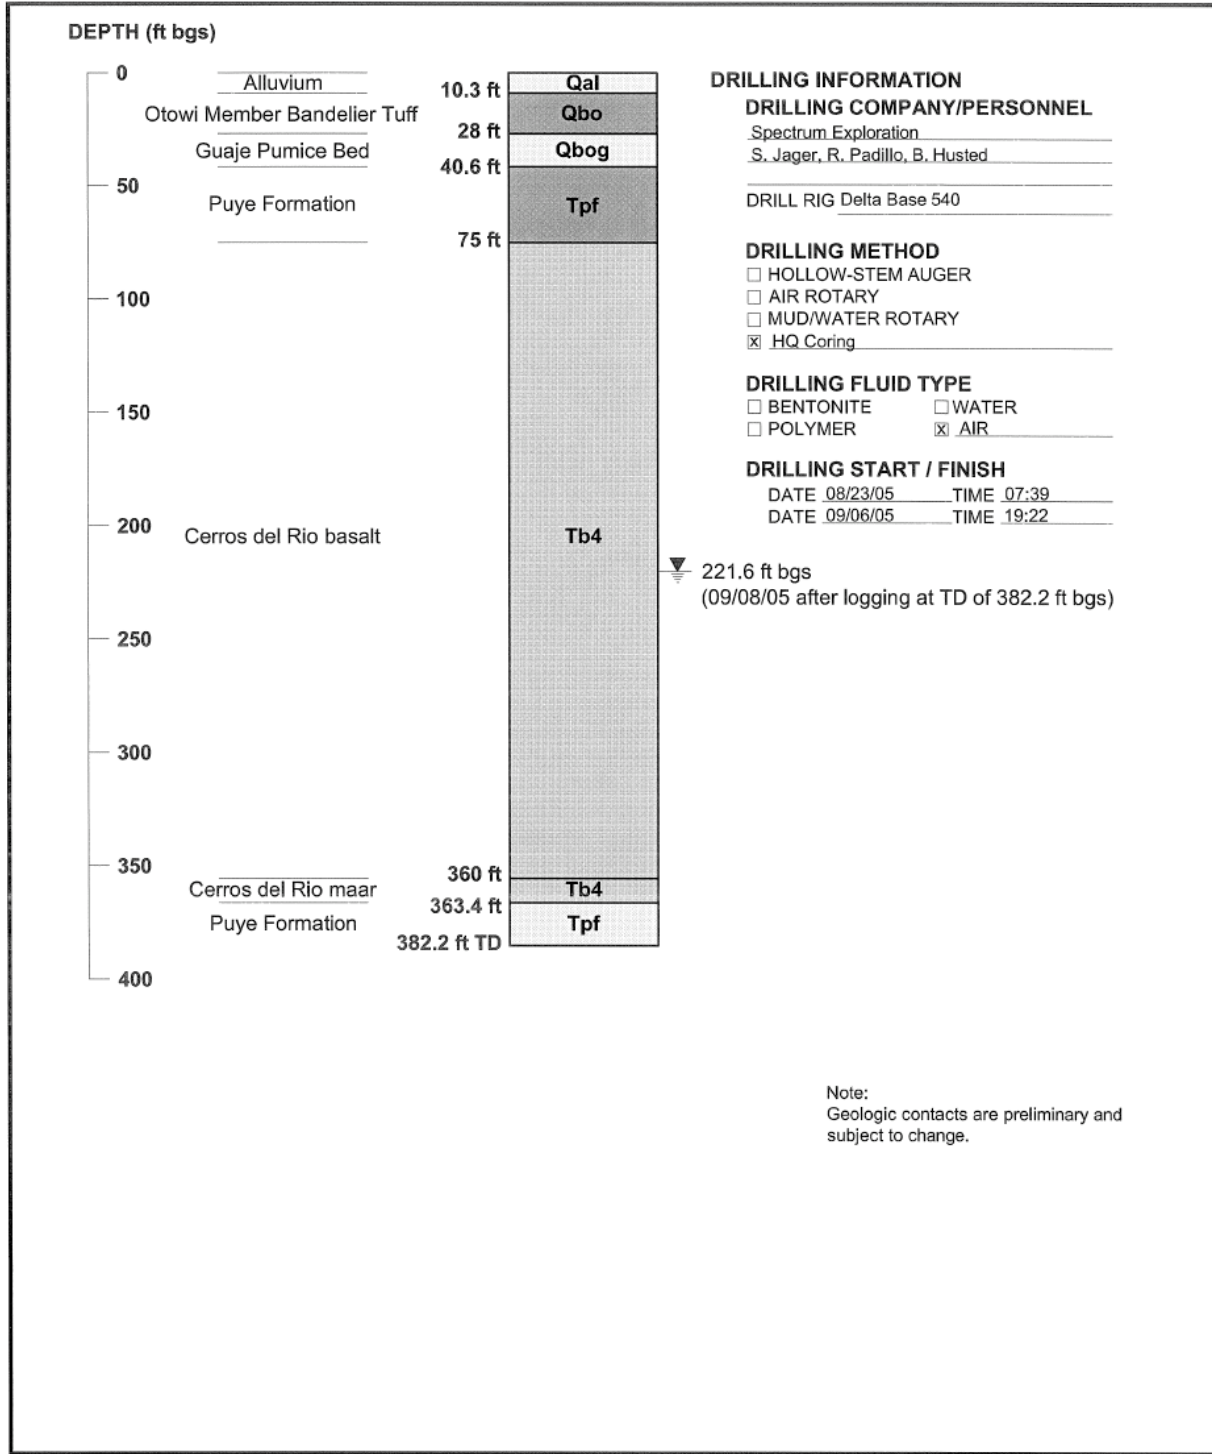 DEPTH (ft bgs)
0
50
100
150
200
250
300
350
400
Alluvium
Otowi Member Bandelier Tuff
Guaje Pumice Bed
Puye Formation
Cerros del Rio basalt
Cerros del Rio maar
Puye Formation
10.3 ft
28 ft
40.6 ft
75 ft
360 ft
363.4 ft
382.2 ft TD
Qal
Qbo
Qbog
Tpf
Tb4
Tb4
Tpf
221.6 ft bgs
(09/08/05 after logging at TD of 382.2 ft bgs)
DRILLING INFORMATION
DRILLING COMPANY/PERSONNEL
Spectrum Exploration
S. Jager, R. Padillo, B. Husted
DRILL RIG Delta Base 540
DRILLING METHOD
☐ HOLLOW-STEM AUGER
☐ AIR ROTARY
☐ MUD/WATER ROTARY
☒ HQ Coring
DRILLING FLUID TYPE
☐ BENTONITE ☐ WATER
☐ POLYMER ☒ AIR
DRILLING START / FINISH
DATE 08/23/05 TIME 07:39
DATE 09/06/05 TIME 19:22
Note:
Geologic contacts are preliminary and
subject to change.